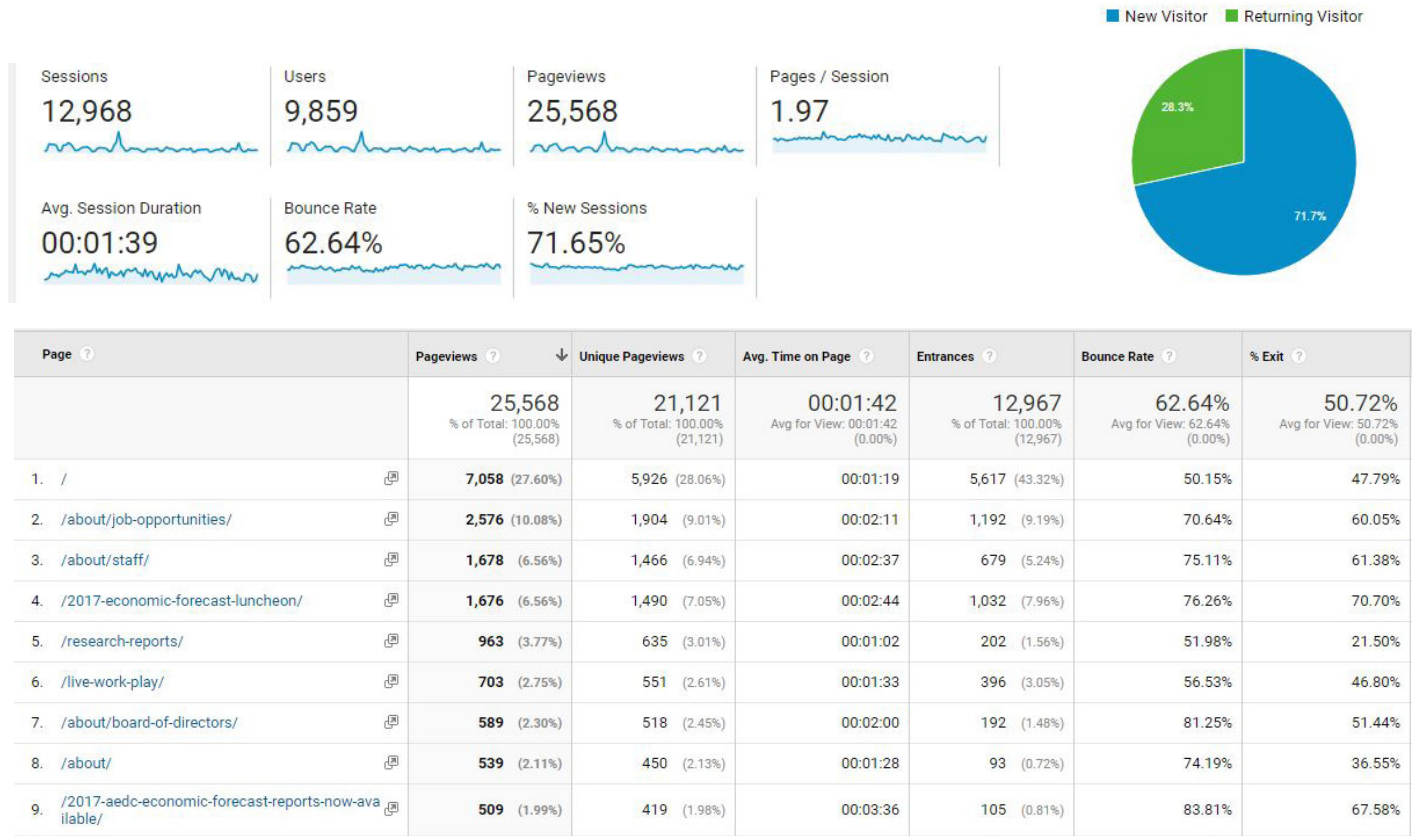 New Visitor Returning Visitor
28.3%
71.7%
Sessions
12,968
Users
9,859
Pageviews
25,568
Pages / Session
1.97
Avg. Session Duration
00:01:39
Bounce Rate
62.64%
% New Sessions
71.65%
Page ? Pageviews ? Unique Pageviews ? Avg. Time on Page ? Entrances ? Bounce Rate ? % Exit ?
25,568 21,121 00:01:42 12,967 62.64% 50.72%
% of Total: 100.00% % of Total: 100.00% Avg for View: 00:01:42 % of Total: 100.00% Avg for View: 62.64% Avg for View: 50.72%
(25,568) (21,121) (0.00%) (12,967) (0.00%) (0.00%)
1. / 7,058 (27.60%) 5,926 (28.06%) 00:01:19 5,617 (43.32%) 50.15% 47.79%
2. /about/job-opportunities/ 2,576 (10.08%) 1,904 (9.01%) 00:02:11 1,192 (9.19%) 70.64% 60.05%
3. /about/staff/ 1,678 (6.56%) 1,466 (6.94%) 00:02:37 679 (5.24%) 75.11% 61.38%
4. /2017-economic-forecast-luncheon/ 1,676 (6.56%) 1,490 (7.05%) 00:02:44 1,032 (7.96%) 76.26% 70.70%
5. /research-reports/ 963 (3.77%) 635 (3.01%) 00:01:02 202 (1.56%) 51.98% 21.50%
6. /live-work-play/ 703 (2.75%) 551 (2.61%) 00:01:33 396 (3.05%) 56.53% 46.80%
7. /about/board-of-directors/ 589 (2.30%) 518 (2.45%) 00:02:00 192 (1.48%) 81.25% 51.44%
8. /about/ 539 (2.11%) 450 (2.13%) 00:01:28 93 (0.72%) 74.19% 36.55%
9. /2017-aedc-economic-forecast-reports-now-ava 509 (1.99%) 419 (1.98%) 00:03:36 105 (0.81%) 83.81% 67.58%
ilable/